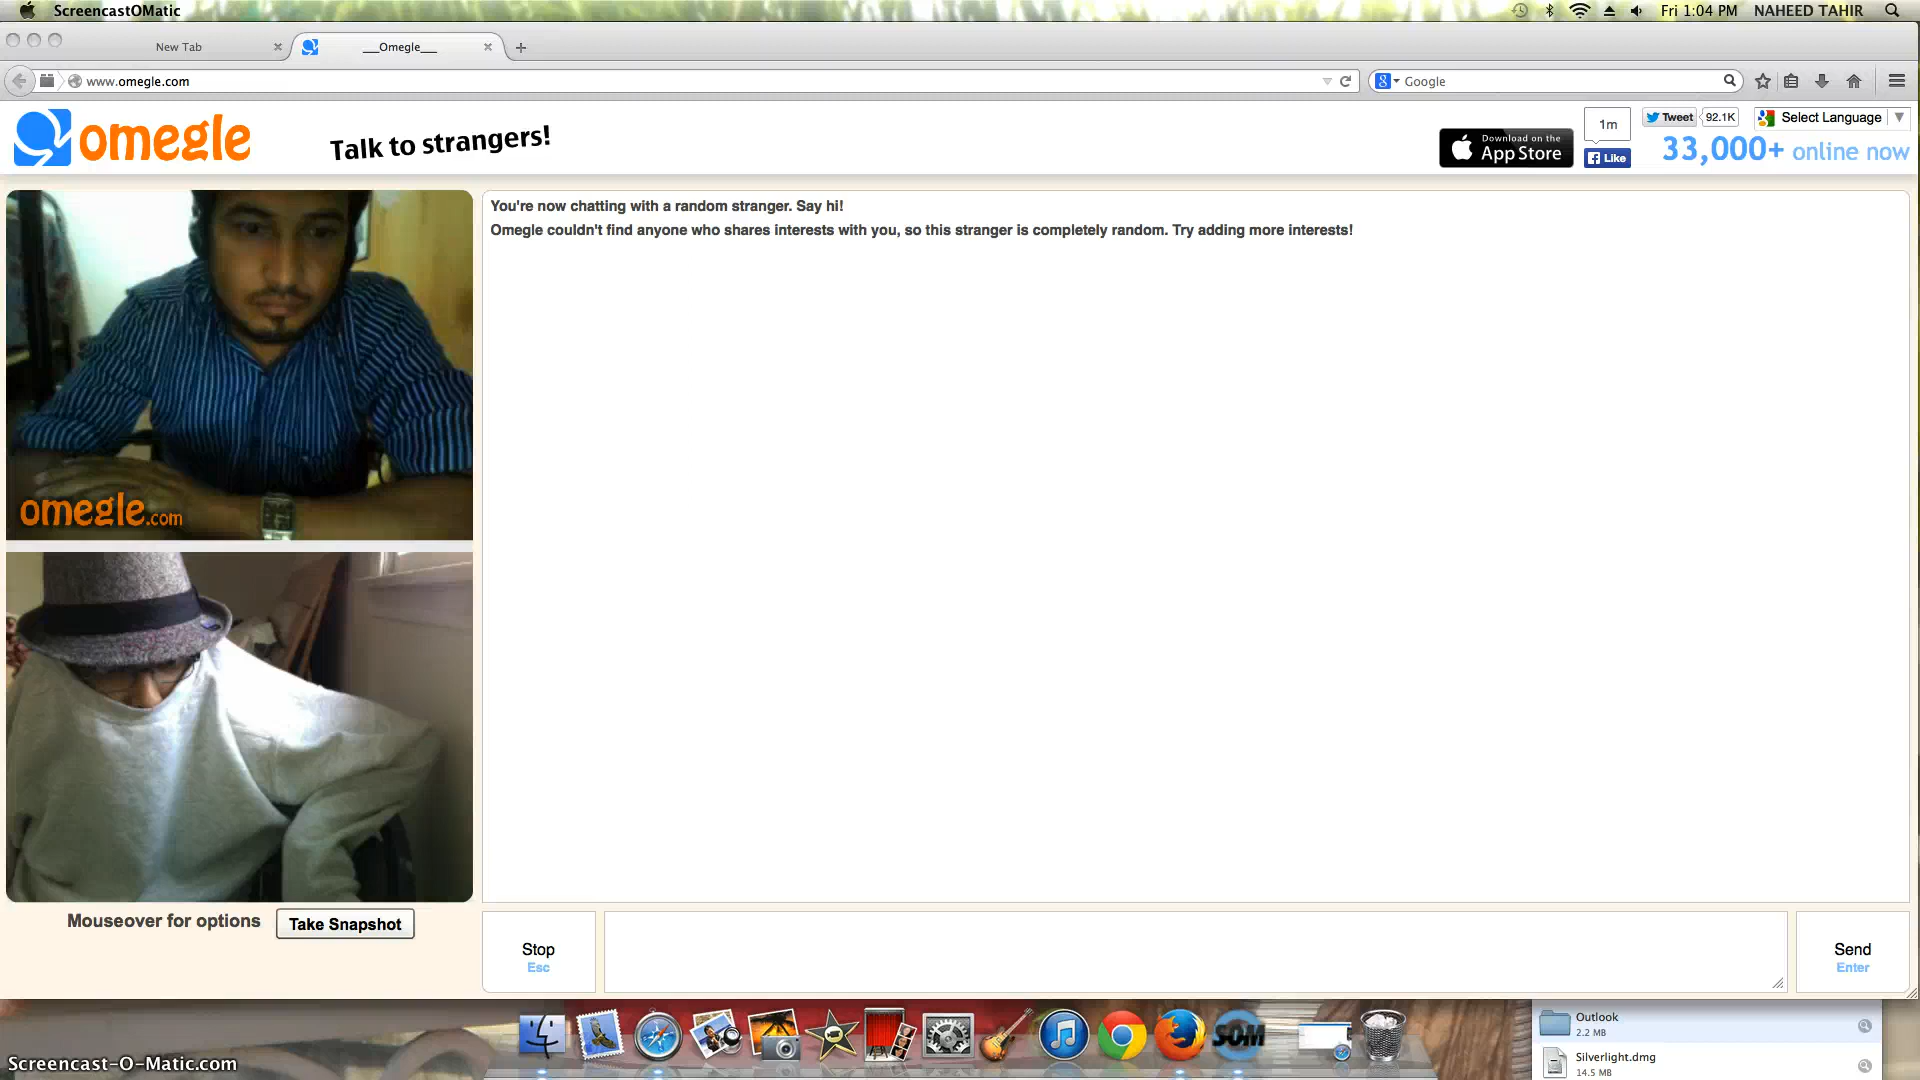 ScreencastOMatic
Fri 1:04 PM NAHEED TAHIR
New Tab
___Omegle___
www.omegle.com
Google
omegle
Talk to strangers!
Download on the
App Store
1m
Like
Tweet
92.1K
Select Language
33,000+ online now
You're now chatting with a random stranger. Say hi!
Omegle couldn't find anyone who shares interests with you, so this stranger is completely random. Try adding more interests!
omegle.com
Mouseover for options
Take Snapshot
Stop
Esc
Send
Enter
SOM
Outlook
2.2 MB
Silverlight.dmg
14.5 MB
Screencast-O-Matic.com